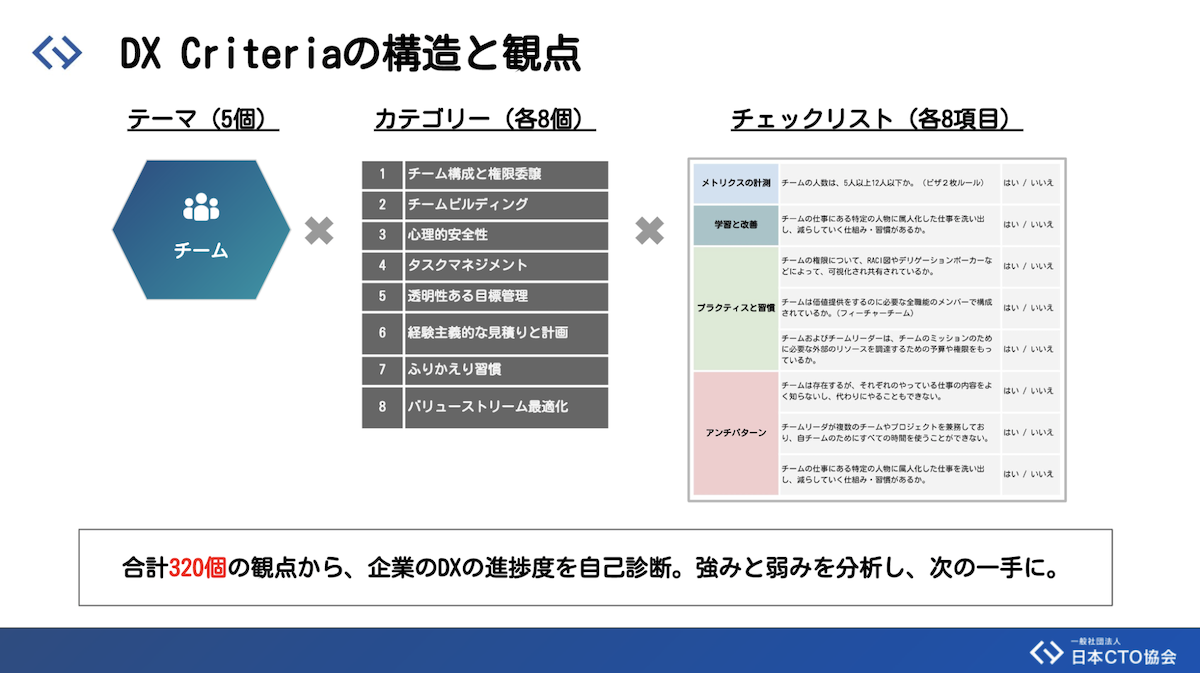 DX Criteriaの構造と観点
テーマ（5個）
カテゴリー（各8個）
チェックリスト（各8項目）
チーム
1 チーム構成と権限委譲
2 チームビルディング
3 心理的安全性
4 タスクマネジメント
5 透明性ある目標管理
6 経験主義的な見積りと計画
7 ふりかえり習慣
8 バリューストリーム最適化
メトリクスの計測
チームの人数は、5人以上12人以下か。（ピザ２枚ルール）
はい / いいえ
学習と改善
チームの仕事にある特定の人物に属人化した仕事を洗い出
し、減らしていく仕組み・習慣があるか。
はい / いいえ
プラクティスと習慣
チームの権限について、RACI図やデリゲーションポーカーな
どによって、可視化され共有されているか。
はい / いいえ
チームは価値提供をするのに必要な全職能のメンバーで構成
されているか。（フィーチャーチーム）
はい / いいえ
チームおよびチームリーダーは、チームのミッションのため
に必要な外部のリソースを調達するための予算や権限をもっ
ているか。
はい / いいえ
アンチパターン
チームは存在するが、それぞれのやっている仕事の内容をよ
く知らないし、代わりにやることもできない。
はい / いいえ
チームリーダが複数のチームやプロジェクトを兼務してお
り、自チームのためにすべての時間を使うことができない。
はい / いいえ
チームの仕事にある特定の人物に属人化した仕事を洗い出
し、減らしていく仕組み・習慣があるか。
はい / いいえ
合計320個の観点から、企業のDXの進捗度を自己診断。強みと弱みを分析し、次の一手に。
一般社団法人
日本CTO協会